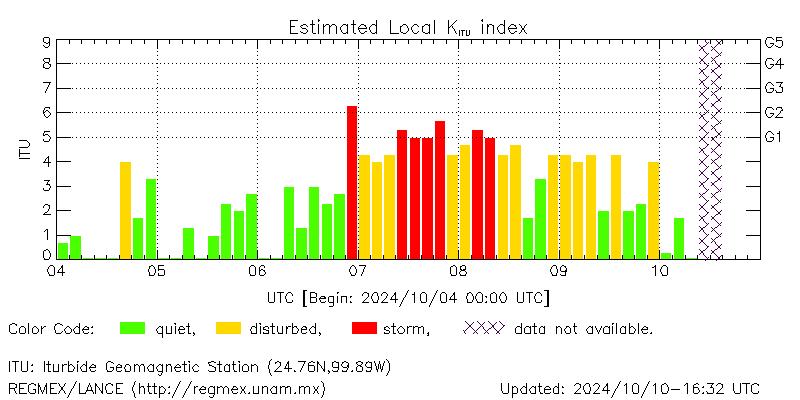 Estimated Local K ITU index
9 G5
8 G4
7 G3
6 G2
5 G1
4
3
2
1
0
ITU
04 05 06 07 08 09 10
UTC [Begin: 2024/10/04 00:00 UTC]
Color Code: quiet, disturbed, storm, data not available.
ITU: Iturbide Geomagnetic Station (24.76N,99.89W)
REGMEX/LANCE (http://regmex.unam.mx) Updated: 2024/10/10-16:32 UTC